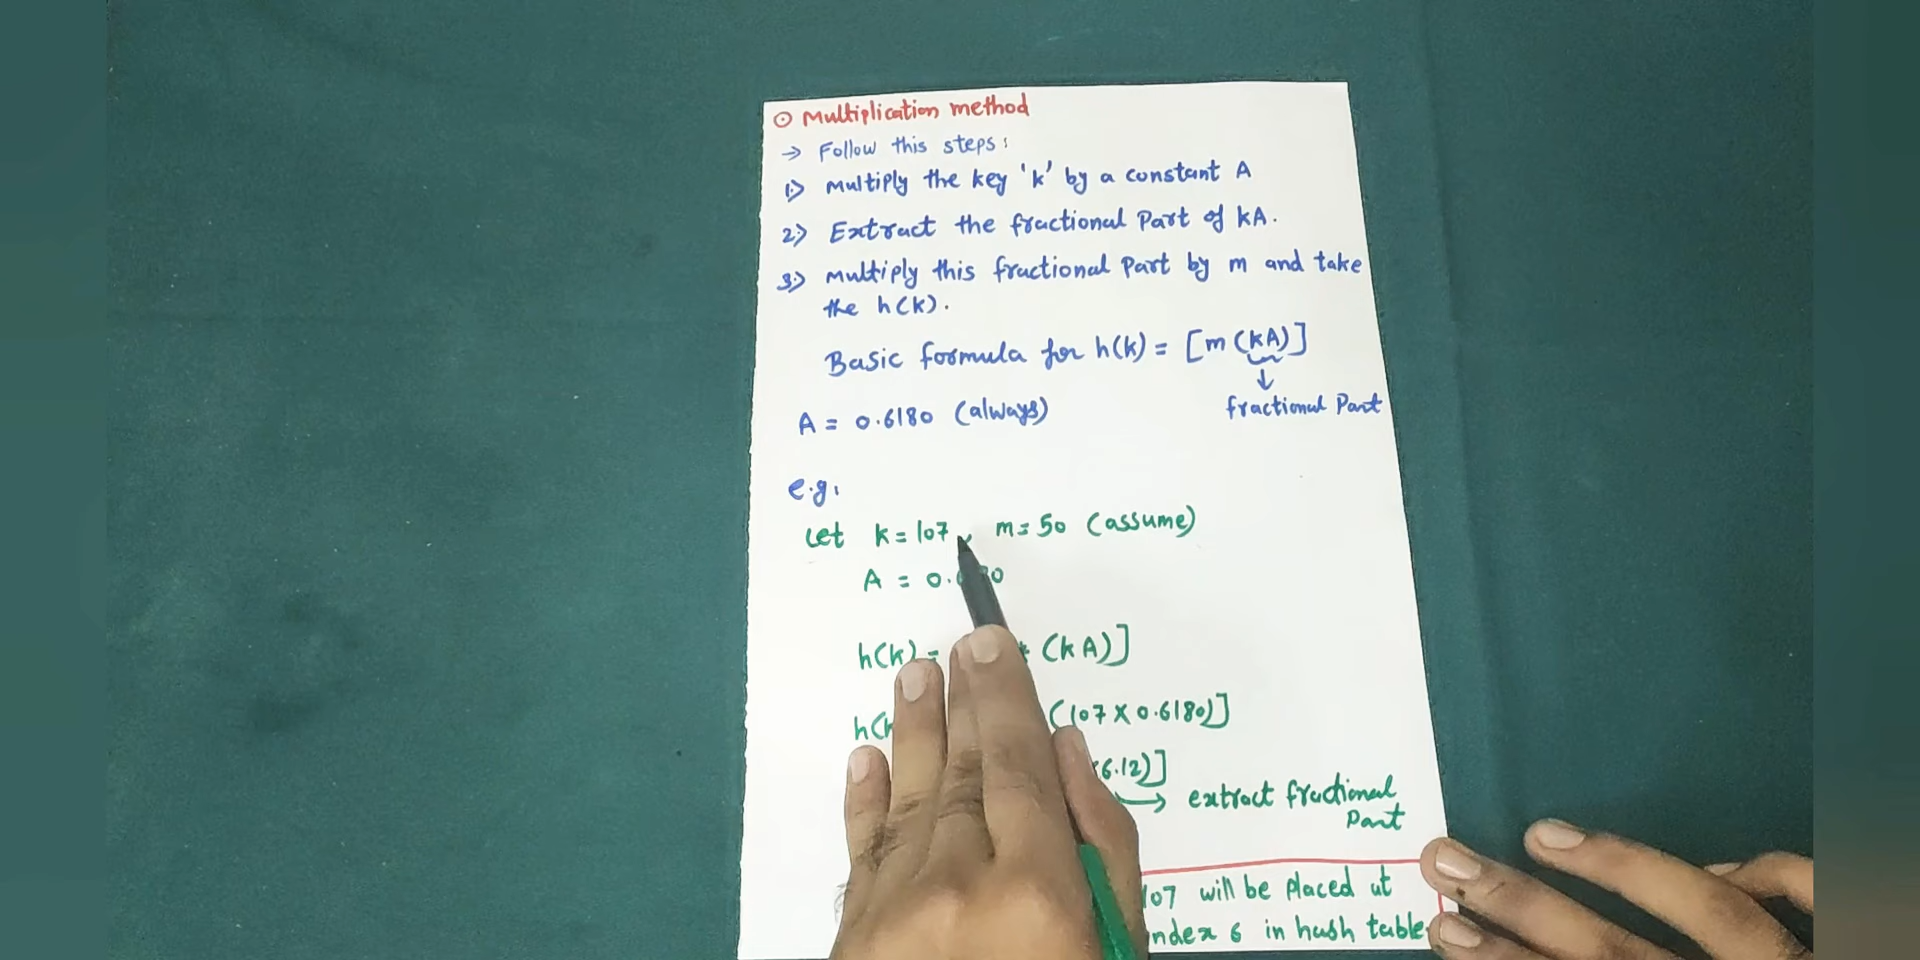 ⊙ Multiplication method
→ Follow this steps:
1.) Multiply the key 'k' by a constant A
2.) Extract the fractional Part of kA.
3.) Multiply this fractional Part by m and take
the h(k).
Basic formula for h(k) = [m (kA)]
↓
fractional Part
A = 0.6180 (always)
e.g.
Let k = 107, m = 50 (assume)
A = 0.
h(k) = (kA)]
(107 X 0.6180)]
6.12)]
→ extract fractional
Part
107 will be placed at
index 6 in hash table